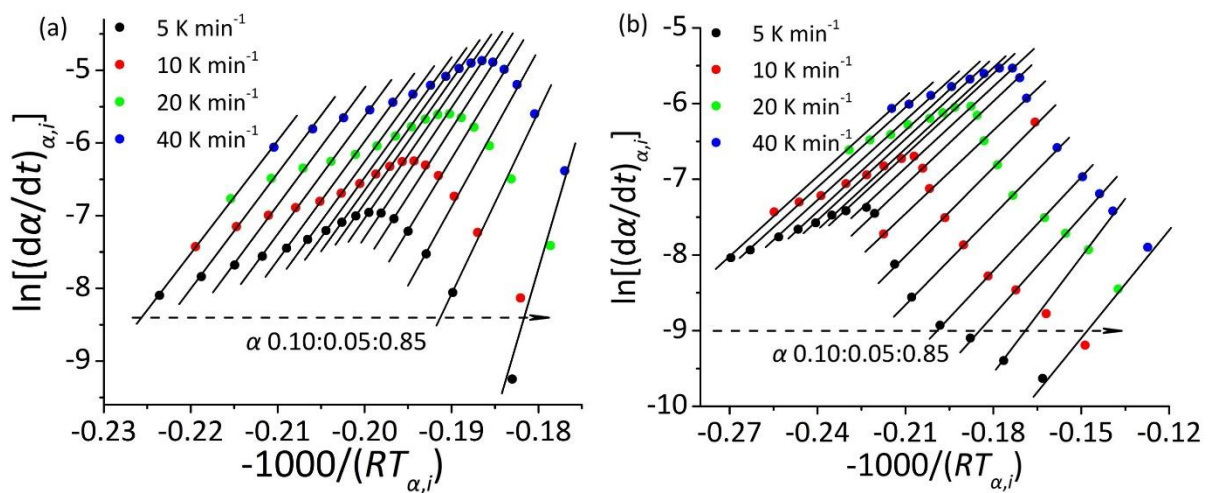 (a)
5 K min⁻¹
10 K min⁻¹
20 K min⁻¹
40 K min⁻¹
-5
-6
-7
-8
-9
ln[(dα/dt)α,i]
α 0.10:0.05:0.85
-0.23 -0.22 -0.21 -0.20 -0.19 -0.18
-1000/(RTα,i)
(b)
5 K min⁻¹
10 K min⁻¹
20 K min⁻¹
40 K min⁻¹
-5
-6
-7
-8
-9
-10
ln[(dα/dt)α,i]
α 0.10:0.05:0.85
-0.27 -0.24 -0.21 -0.18 -0.15 -0.12
-1000/(RTα,i)